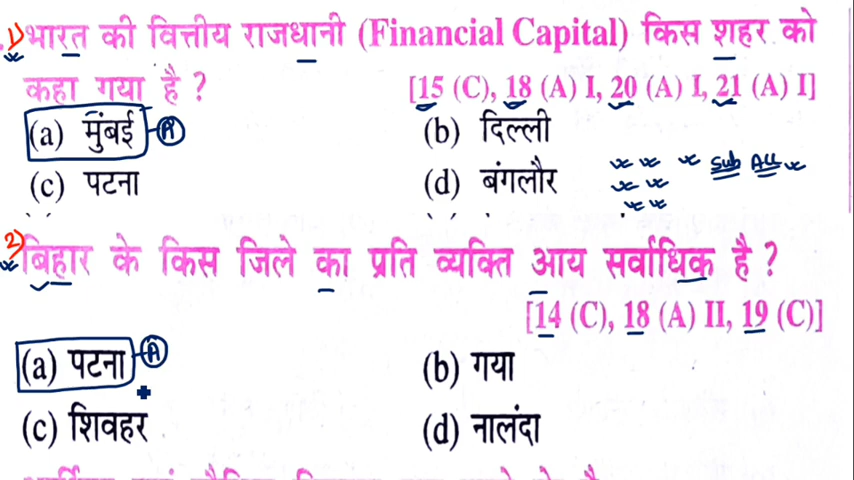 1) भारत की वित्तीय राजधानी (Financial Capital) किस शहर को
कहा गया है ? [15 (C), 18 (A) I, 20 (A) I, 21 (A) I]
(a) मुंबई A (b) दिल्ली
(c) पटना (d) बंगलौर Sub All
2) बिहार के किस जिले का प्रति व्यक्ति आय सर्वाधिक है ?
[14 (C), 18 (A) II, 19 (C)]
(a) पटना A (b) गया
(c) शिवहर (d) नालंदा